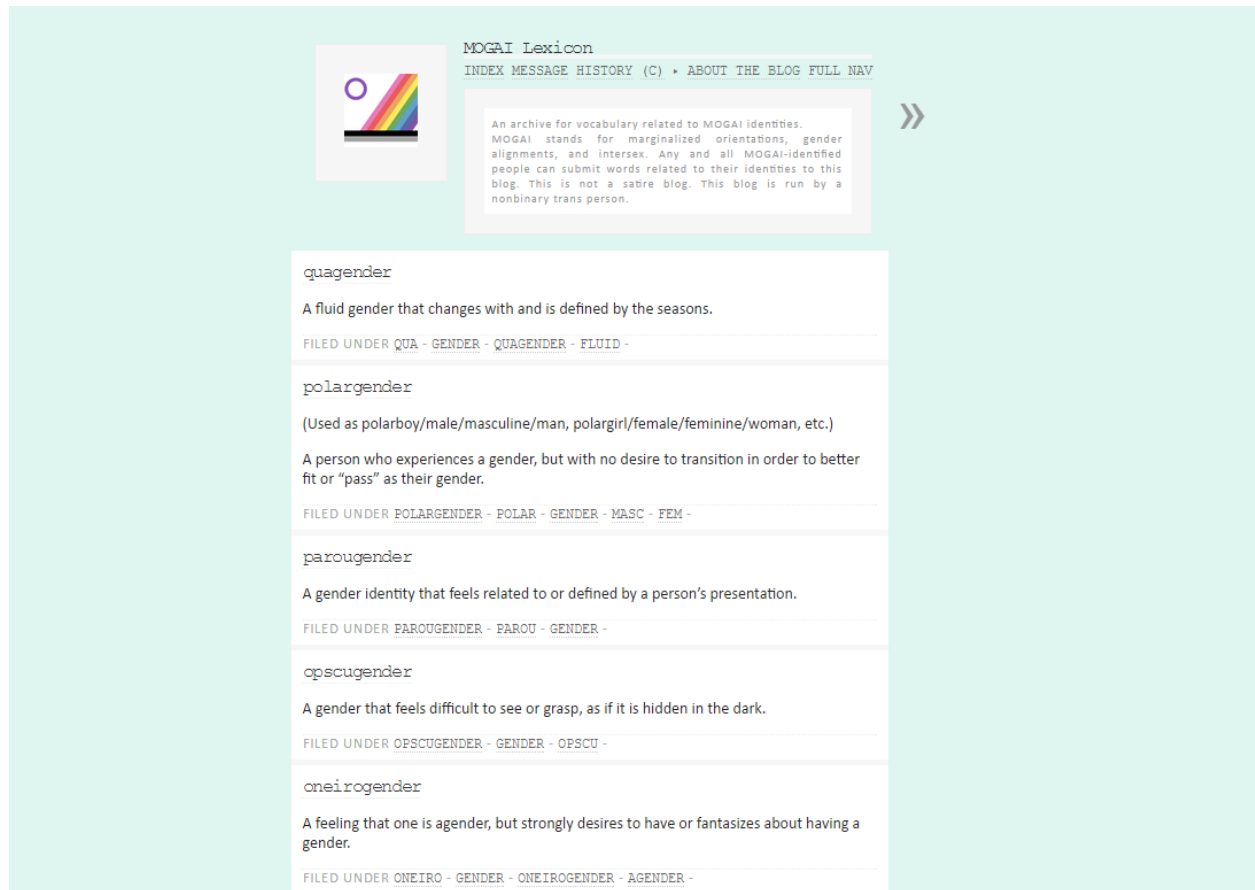 MOGAI Lexicon
INDEX MESSAGE HISTORY (C) ▸ ABOUT THE BLOG FULL NAV
»
An archive for vocabulary related to MOGAI identities.
MOGAI stands for marginalized orientations, gender
alignments, and intersex. Any and all MOGAI-identified
people can submit words related to their identities to this
blog. This is not a satire blog. This blog is run by a
nonbinary trans person.
quagender
A fluid gender that changes with and is defined by the seasons.
FILED UNDER QUA - GENDER - QUAGENDER - FLUID -
polargender
(Used as polarboy/male/masculine/man, polargirl/female/feminine/woman, etc.)
A person who experiences a gender, but with no desire to transition in order to better
fit or “pass” as their gender.
FILED UNDER POLARGENDER - POLAR - GENDER - MASC - FEM -
parougender
A gender identity that feels related to or defined by a person’s presentation.
FILED UNDER PAROUGENDER - PAROU - GENDER -
opscugender
A gender that feels difficult to see or grasp, as if it is hidden in the dark.
FILED UNDER OPSCUGENDER - GENDER - OPSCU -
oneirogender
A feeling that one is agender, but strongly desires to have or fantasizes about having a
gender.
FILED UNDER ONEIRO - GENDER - ONEIROGENDER - AGENDER -